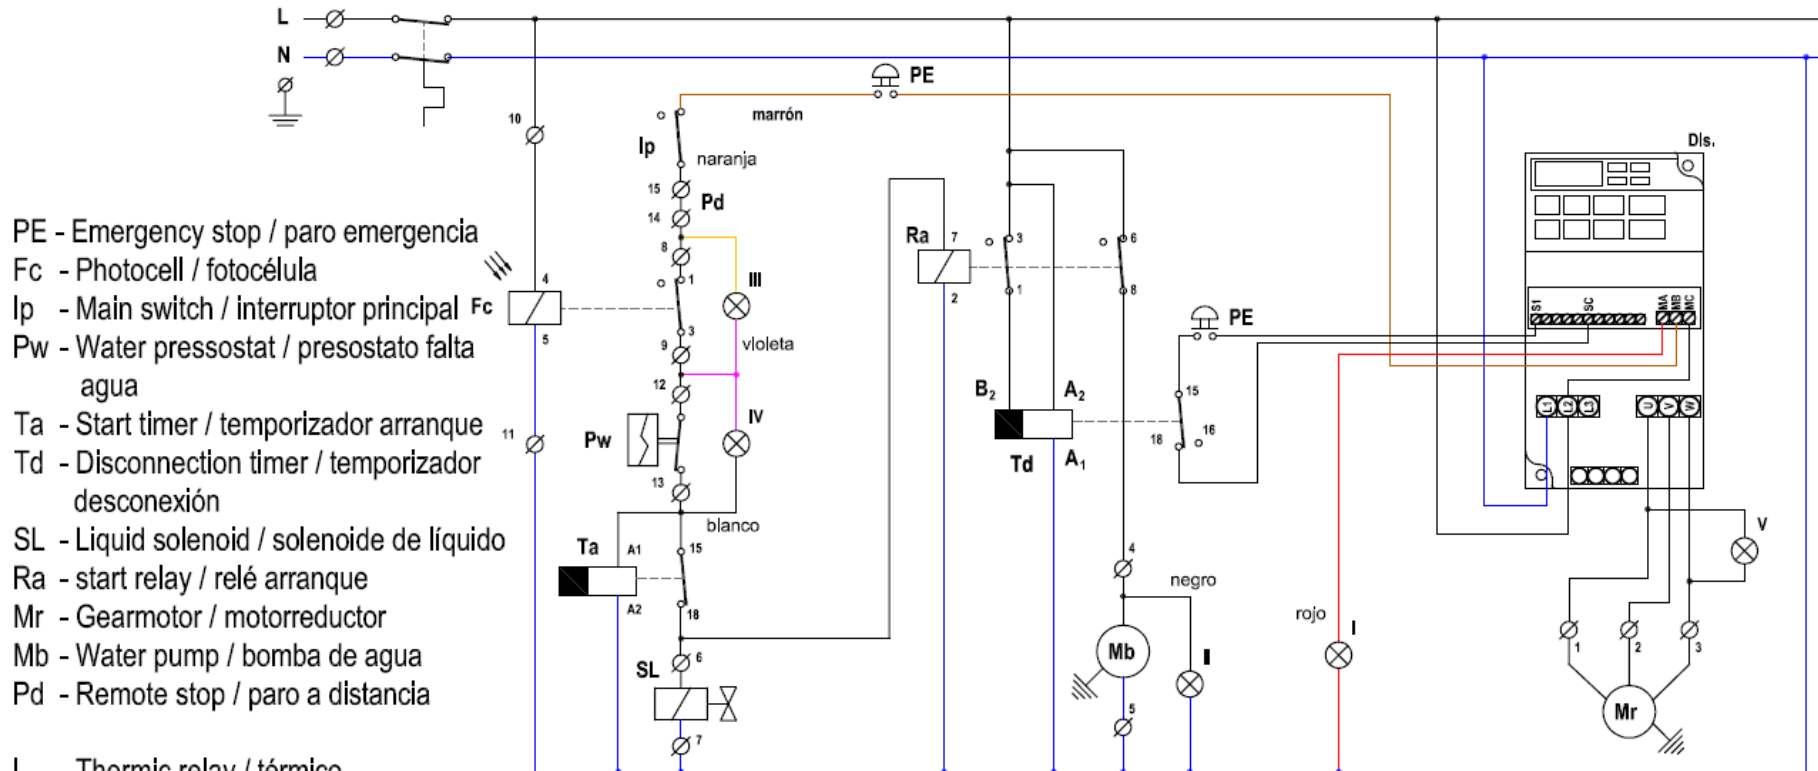 L
N
PE
marrón
10
Ip
naranja
15
Pd
14
8
Ra
7
3
6
Dls.
PE - Emergency stop / paro emergencia
Fc - Photocell / fotocélula
Ip - Main switch / interruptor principal
Pw - Water pressostat / presostato falta
agua
Ta - Start timer / temporizador arranque
Td - Disconnection timer / temporizador
desconexión
SL - Liquid solenoid / solenoide de líquido
Ra - start relay / relé arranque
Mr - Gearmotor / motorreductor
Mb - Water pump / bomba de agua
Pd - Remote stop / paro a distancia
4
Fc
5
1
III
3
9
vloleta
12
IV
11
Pw
13
blanco
Ta
A1
15
A2
18
SL
6
7
2
1
8
PE
B2
A2
15
18
16
Td
A1
4
negro
Mb
II
5
rojo
I
S1
SC
MA
MB
MC
L1
L2
L3
U
V
W
V
1
2
3
Mr